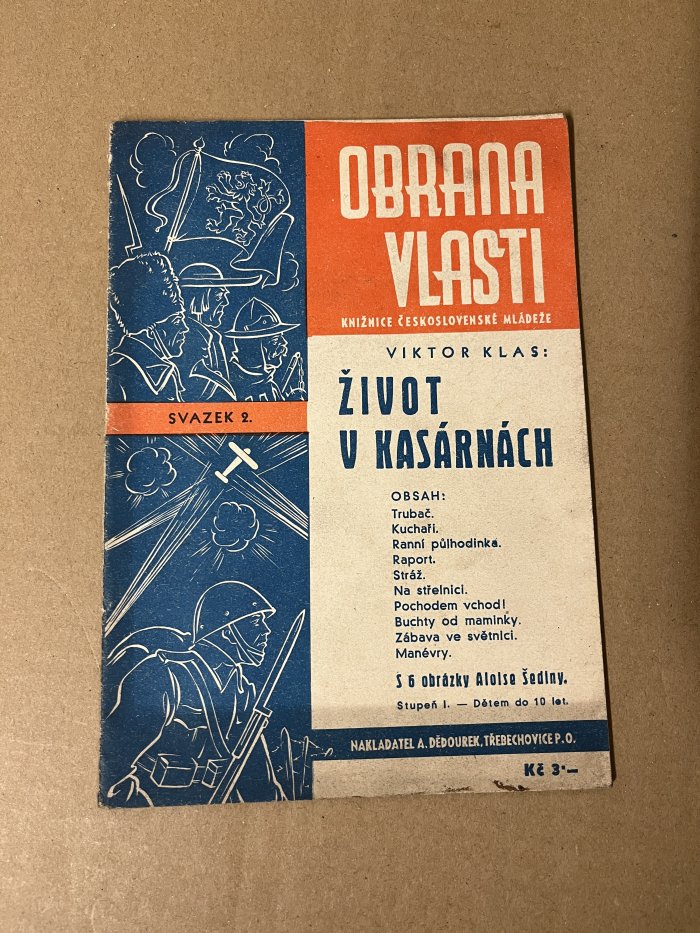 OBRANA
VLASTI
KNIŽNICE ČESKOSLOVENSKÉ MLÁDEŽE
VIKTOR KLAS:
ŽIVOT
V KASÁRNÁCH
SVAZEK 2.
OBSAH:
Trubač.
Kuchaři.
Ranní půlhodinka.
Raport.
Stráž.
Na střelnici.
Pochodem vchod!
Buchty od maminky.
Zábava ve světnici.
Manévry.
S 6 obrázky Aloise Šediny.
Stupeň I. — Dětem do 10 let.
NAKLADATEL A. DĚDOUREK, TŘEBECHOVICE P. O.
Kč 3·—